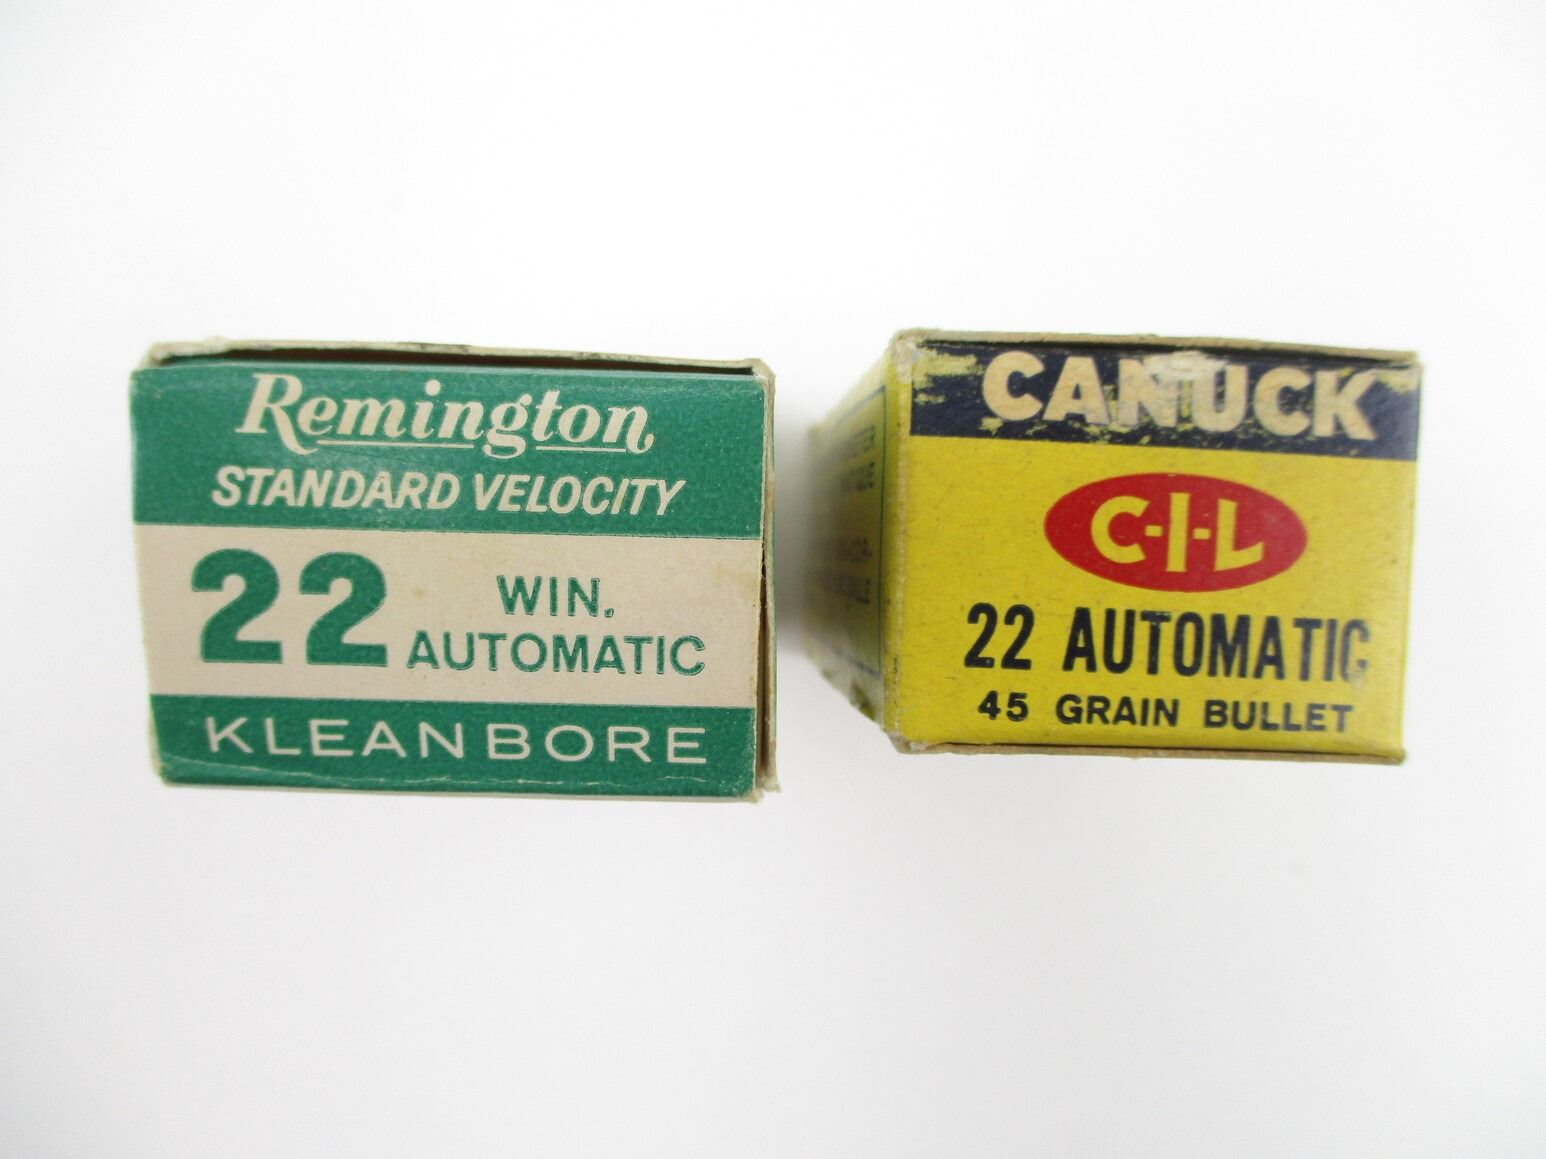 Remington
STANDARD VELOCITY
22 WIN.
AUTOMATIC
KLEANBORE
CANUCK
C-I-L
22 AUTOMATIC
45 GRAIN BULLET